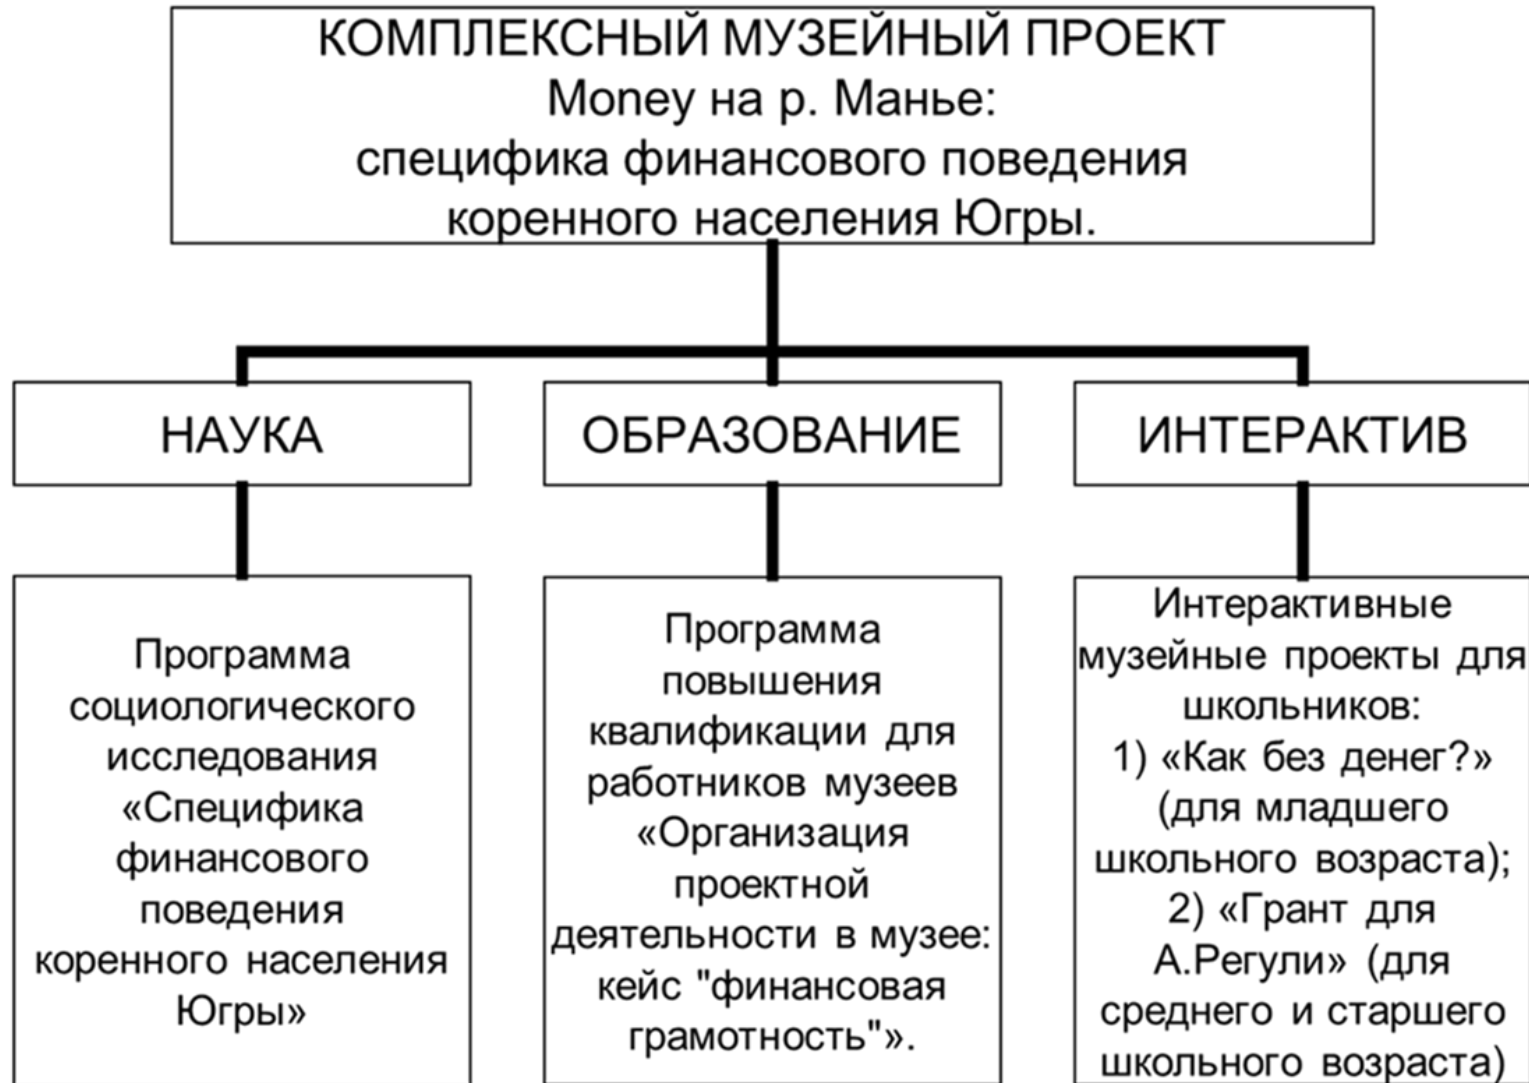 КОМПЛЕКСНЫЙ МУЗЕЙНЫЙ ПРОЕКТ
Money на р. Манье:
специфика финансового поведения
коренного населения Югры.
НАУКА
ОБРАЗОВАНИЕ
ИНТЕРАКТИВ
Программа
социологического
исследования
«Специфика
финансового
поведения
коренного населения
Югры»
Программа
повышения
квалификации для
работников музеев
«Организация
проектной
деятельности в музее:
кейс "финансовая
грамотность"».
Интерактивные
музейные проекты для
школьников:
1) «Как без денег?»
(для младшего
школьного возраста);
2) «Грант для
А.Регули» (для
среднего и старшего
школьного возраста)